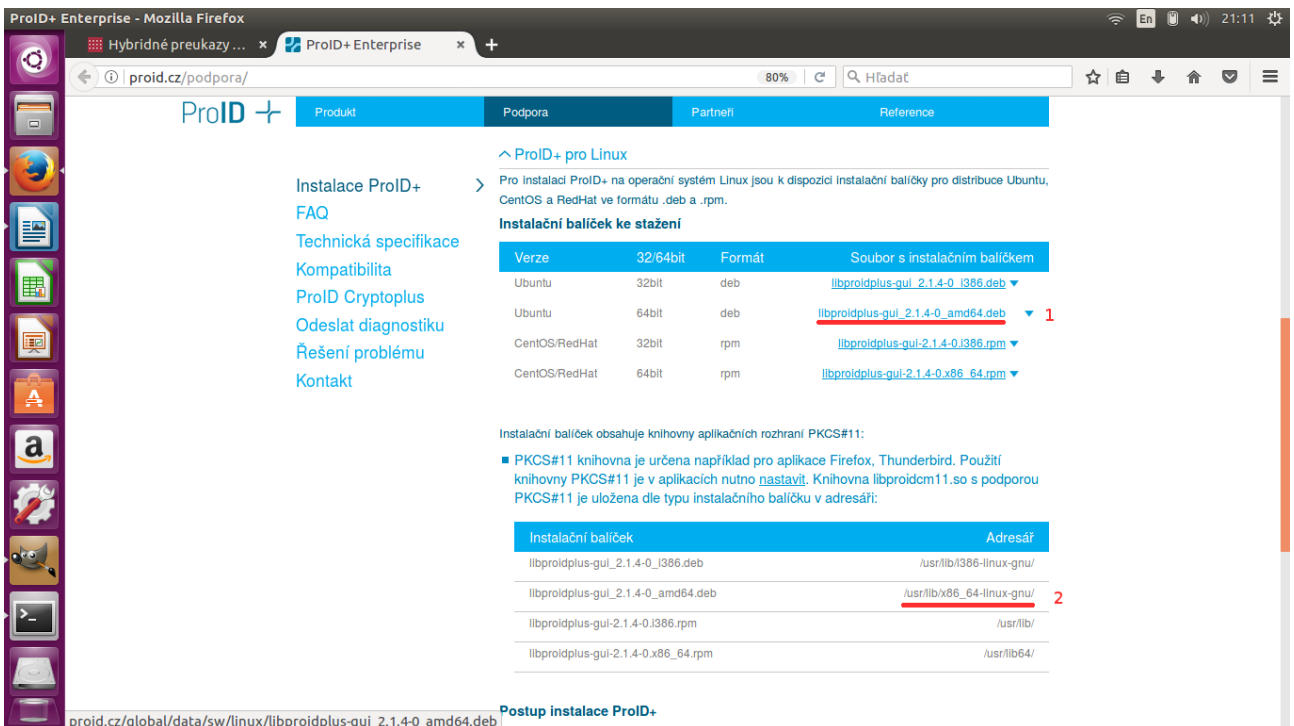 ProID+ Enterprise - Mozilla Firefox
En
21:11
Hybridné preukazy ... ×
ProID+ Enterprise ×
proid.cz/podpora/
80%
Hľadať
ProID
Produkt
Podpora
Partneři
Reference
Instalace ProID+
FAQ
Technická specifikace
Kompatibilita
ProID Cryptoplus
Odeslat diagnostiku
Řešení problému
Kontakt
ProID+ pro Linux
Pro instalaci ProID+ na operační systém Linux jsou k dispozici instalační balíčky pro distribuce Ubuntu,
CentOS a RedHat ve formátu .deb a .rpm.
Instalační balíček ke stažení
Verze 32/64bit Formát Soubor s instalačním balíčkem
Ubuntu 32bit deb libproidplus-gui_2.1.4-0_i386.deb
Ubuntu 64bit deb libproidplus-gui_2.1.4-0_amd64.deb 1
CentOS/RedHat 32bit rpm libproidplus-gui-2.1.4-0.i386.rpm
CentOS/RedHat 64bit rpm libproidplus-gui-2.1.4-0.x86_64.rpm
Instalační balíček obsahuje knihovny aplikačních rozhraní PKCS#11:
PKCS#11 knihovna je určena například pro aplikace Firefox, Thunderbird. Použití
knihovny PKCS#11 je v aplikacích nutno nastavit. Knihovna libproidcm11.so s podporou
PKCS#11 je uložena dle typu instalačního balíčku v adresáři:
Instalační balíček Adresář
libproidplus-gui_2.1.4-0_i386.deb /usr/lib/i386-linux-gnu/
libproidplus-gui_2.1.4-0_amd64.deb /usr/lib/x86_64-linux-gnu/ 2
libproidplus-gui-2.1.4-0.i386.rpm /usr/lib/
libproidplus-gui-2.1.4-0.x86_64.rpm /usr/lib64/
Postup instalace ProID+
proid.cz/global/data/sw/linux/libproidplus-gui_2.1.4-0_amd64.deb